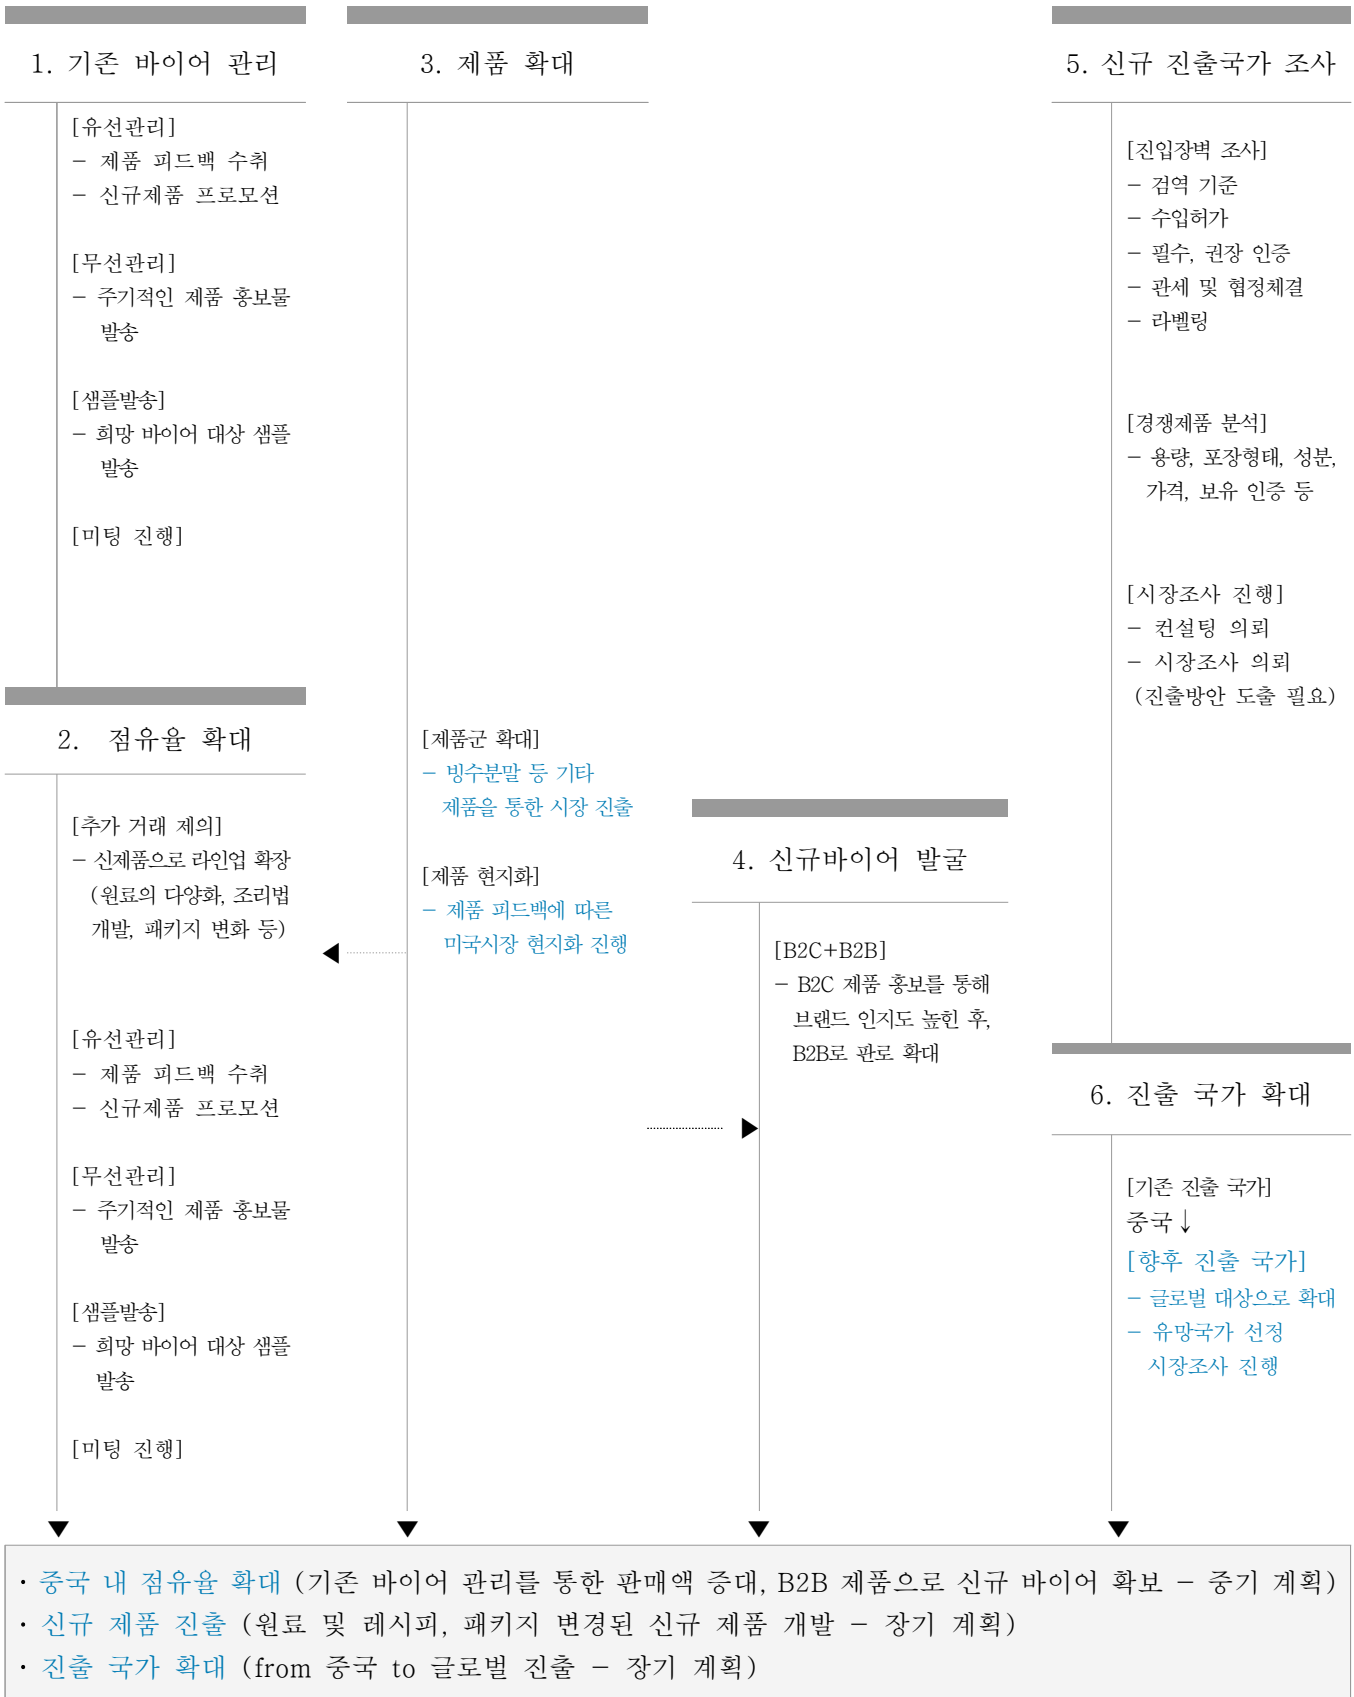 1. 기존 바이어 관리
[유선관리]
- 제품 피드백 수취
- 신규제품 프로모션
[무선관리]
- 주기적인 제품 홍보물
발송
[샘플발송]
- 희망 바이어 대상 샘플
발송
[미팅 진행]
2. 점유율 확대
[추가 거래 제의]
- 신제품으로 라인업 확장
(원료의 다양화, 조리법
개발, 패키지 변화 등)
[유선관리]
- 제품 피드백 수취
- 신규제품 프로모션
[무선관리]
- 주기적인 제품 홍보물
발송
[샘플발송]
- 희망 바이어 대상 샘플
발송
[미팅 진행]
3. 제품 확대
[제품군 확대]
- 빙수분말 등 기타
제품을 통한 시장 진출
[제품 현지화]
- 제품 피드백에 따른
미국시장 현지화 진행
4. 신규바이어 발굴
[B2C+B2B]
- B2C 제품 홍보를 통해
브랜드 인지도 높힌 후,
B2B로 판로 확대
5. 신규 진출국가 조사
[진입장벽 조사]
- 검역 기준
- 수입허가
- 필수, 권장 인증
- 관세 및 협정체결
- 라벨링
[경쟁제품 분석]
- 용량, 포장형태, 성분,
가격, 보유 인증 등
[시장조사 진행]
- 컨설팅 의뢰
- 시장조사 의뢰
(진출방안 도출 필요)
6. 진출 국가 확대
[기존 진출 국가]
중국↓
[향후 진출 국가]
- 글로벌 대상으로 확대
- 유망국가 선정
시장조사 진행
· 중국 내 점유율 확대 (기존 바이어 관리를 통한 판매액 증대, B2B 제품으로 신규 바이어 확보 - 중기 계획)
· 신규 제품 진출 (원료 및 레시피, 패키지 변경된 신규 제품 개발 - 장기 계획)
· 진출 국가 확대 (from 중국 to 글로벌 진출 - 장기 계획)